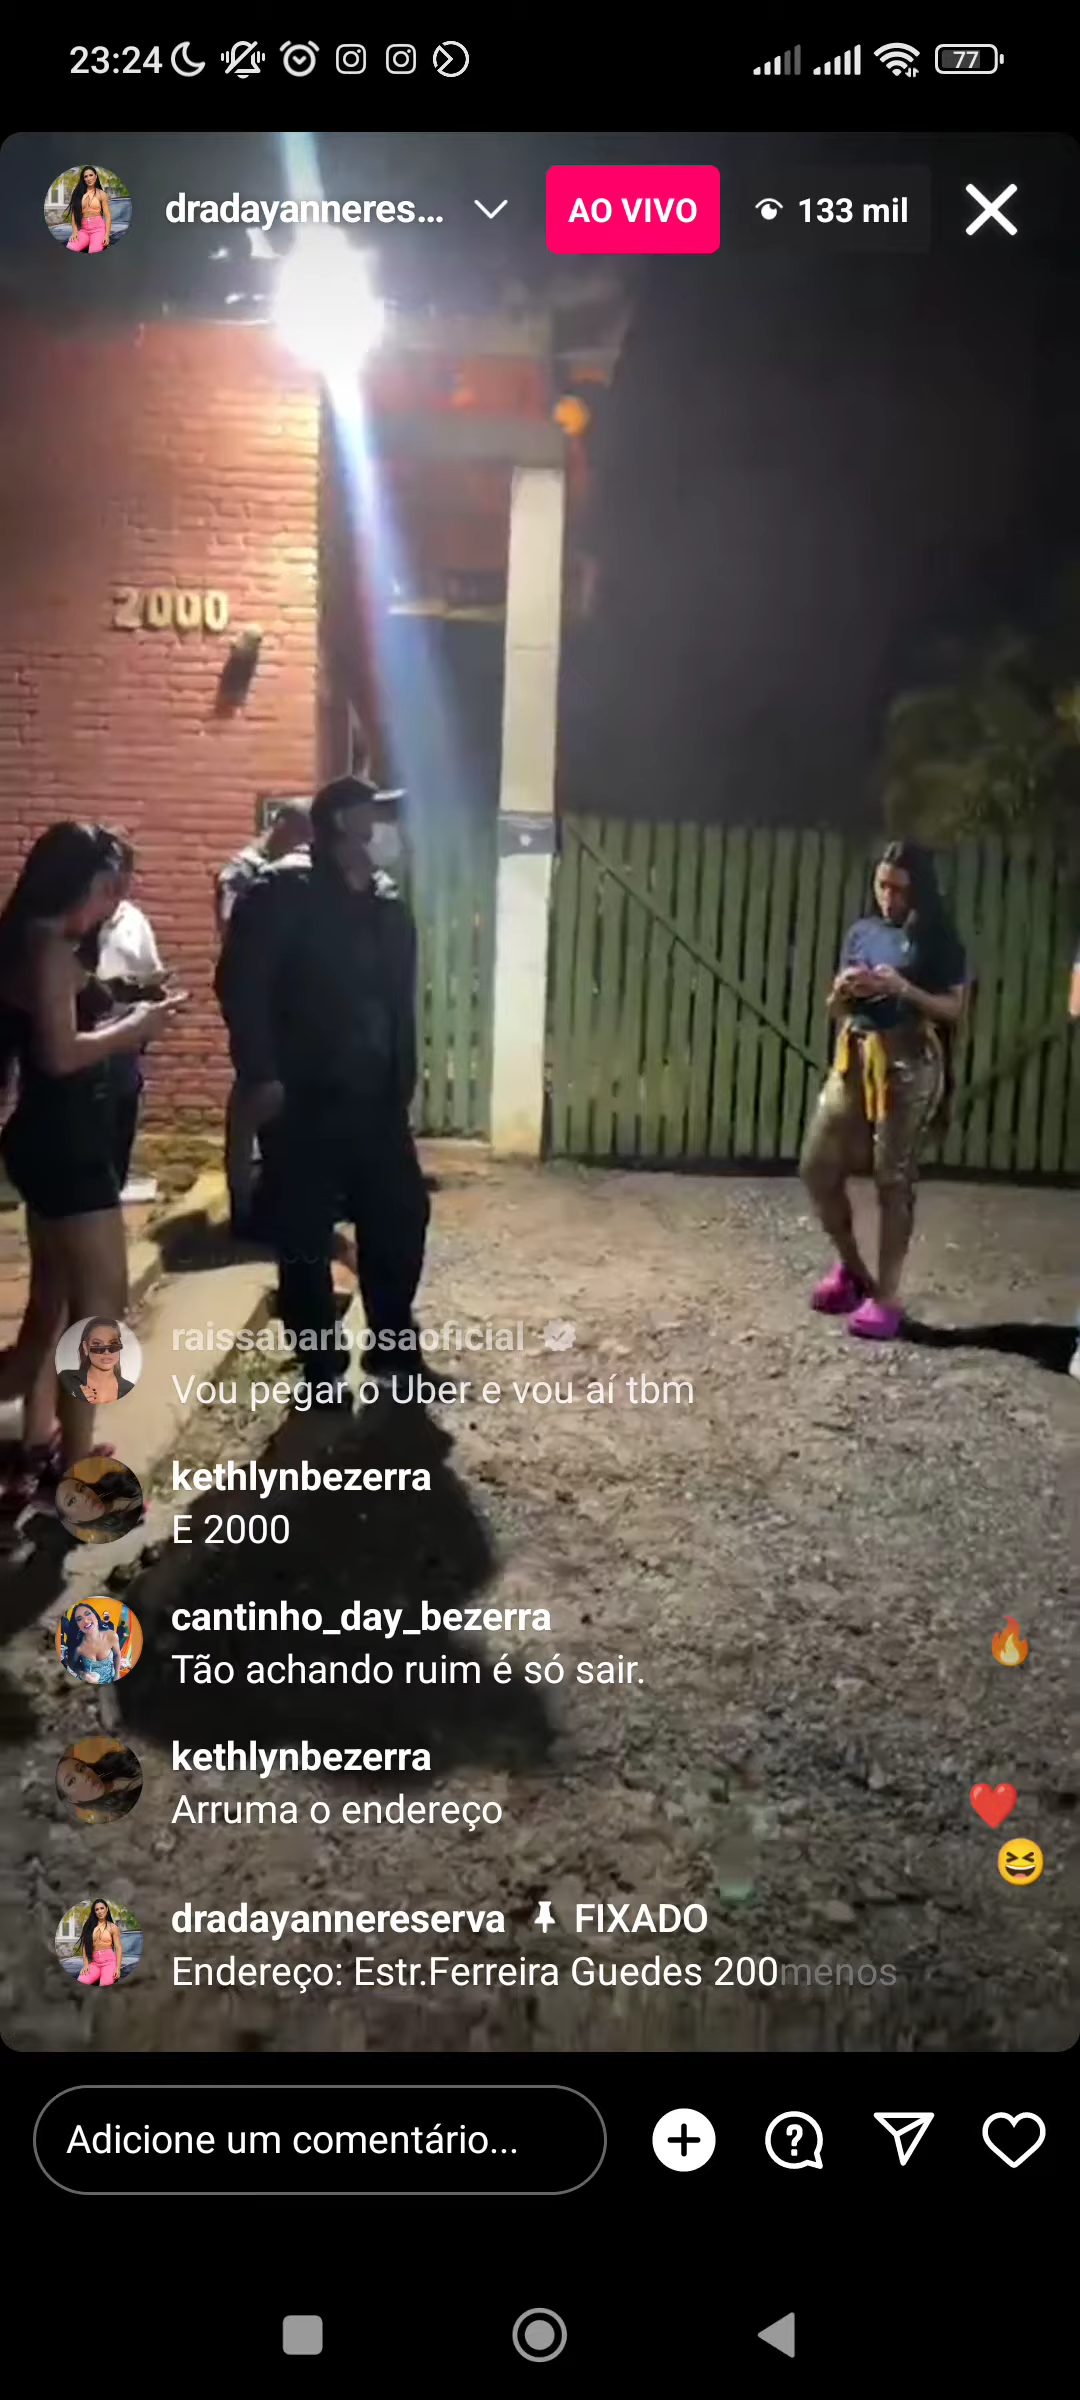 23:24
77
dradayanneres...
AO VIVO
133 mil
2000
raissabarbosaoficial
Vou pegar o Uber e vou aí tbm
kethlynbezerra
E 2000
cantinho_day_bezerra
Tão achando ruim é só sair.
kethlynbezerra
Arruma o endereço
dradayannereserva FIXADO
Endereço: Estr.Ferreira Guedes 200menos
Adicione um comentário...